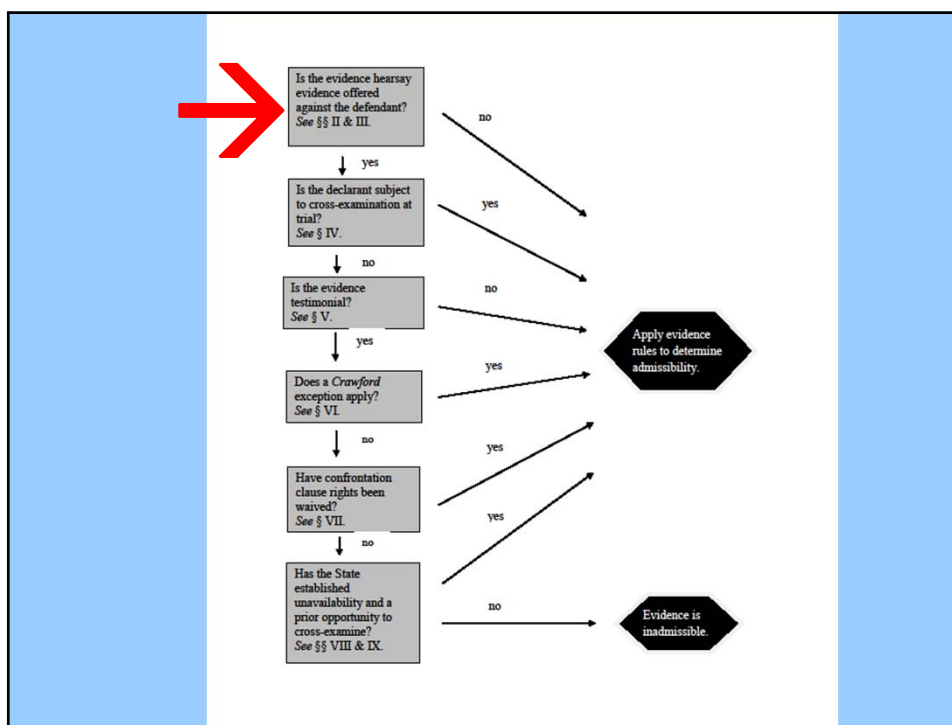 Is the evidence hearsay
evidence offered
against the defendant?
See §§ II & III.
no
yes
Is the declarant subject
to cross-examination at
trial?
See § IV.
yes
no
Is the evidence
testimonial?
See § V.
no
yes
Apply evidence
rules to determine
admissibility.
Does a Crawford
exception apply?
See § VI.
yes
no
Have confrontation
clause rights been
waived?
See § VII.
yes
no
Has the State
established
unavailability and a
prior opportunity to
cross-examine?
See §§ VIII & IX.
yes
no
Evidence is
inadmissible.